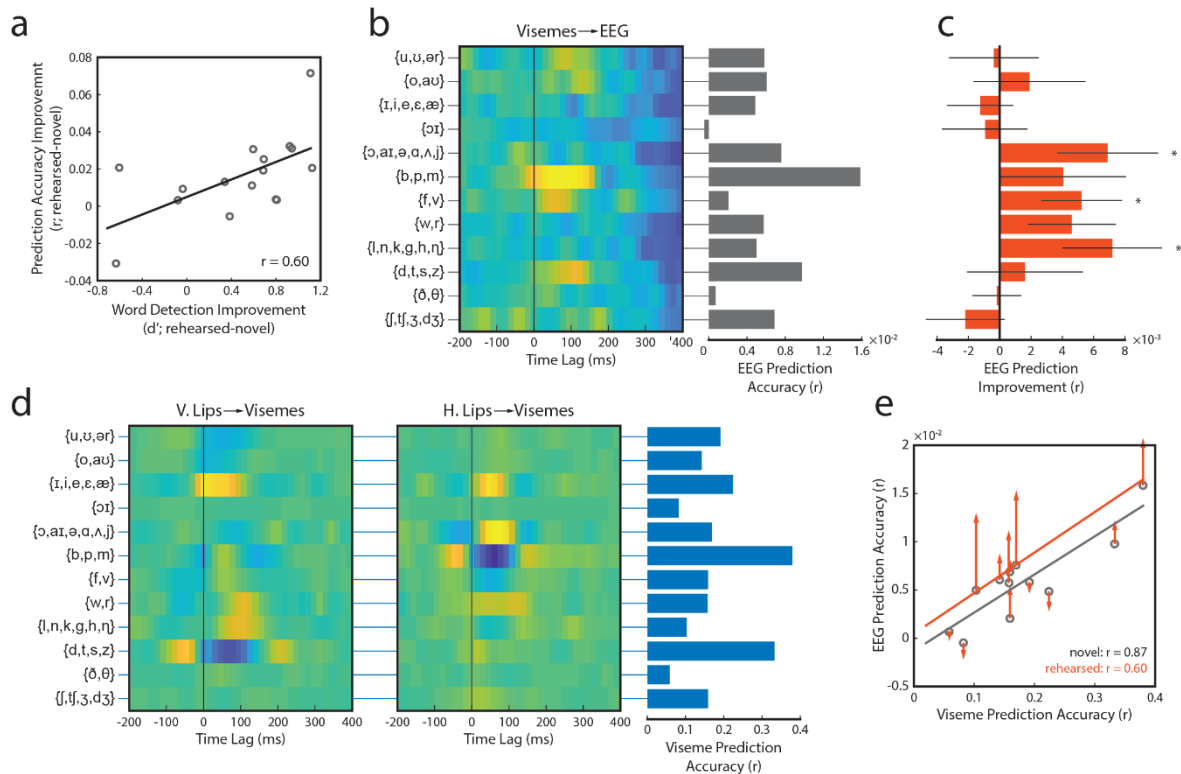 a
Prediction Accuracy Improvemnt
(r; rehearsed-novel)
0.08
0.06
0.04
0.02
0
-0.02
-0.04
-0.8 -0.4 0 0.4 0.8 1.2
r = 0.60
Word Detection Improvement
(d'; rehearsed-novel)
b
Visemes→EEG
{u,ʊ,ər}
{o,aʊ}
{ɪ,i,e,ɛ,æ}
{ɔɪ}
{ɔ,aɪ,ə,ɑ,ʌ,j}
{b,p,m}
{f,v}
{w,r}
{l,n,k,g,h,ŋ}
{d,t,s,z}
{ð,θ}
{ʃ,tʃ,ʒ,dʒ}
-200 -100 0 100 200 300 400
Time Lag (ms)
0 0.4 0.8 1.2 1.6 ×10⁻²
EEG Prediction
Accuracy (r)
c
*
*
*
-4 -2 0 2 4 6 8 ×10⁻³
EEG Prediction
Improvement (r)
d
V. Lips→Visemes
H. Lips→Visemes
{u,ʊ,ər}
{o,aʊ}
{ɪ,i,e,ɛ,æ}
{ɔɪ}
{ɔ,aɪ,ə,ɑ,ʌ,j}
{b,p,m}
{f,v}
{w,r}
{l,n,k,g,h,ŋ}
{d,t,s,z}
{ð,θ}
{ʃ,tʃ,ʒ,dʒ}
-200 -100 0 100 200 300 400
Time Lag (ms)
-200 -100 0 100 200 300 400
Time Lag (ms)
0 0.1 0.2 0.3 0.4
Viseme Prediction
Accuracy (r)
e
×10⁻²
EEG Prediction Accuracy (r)
2
1.5
1
0.5
0
-0.5
0 0.1 0.2 0.3 0.4
novel: r = 0.87
rehearsed: r = 0.60
Viseme Prediction Accuracy (r)